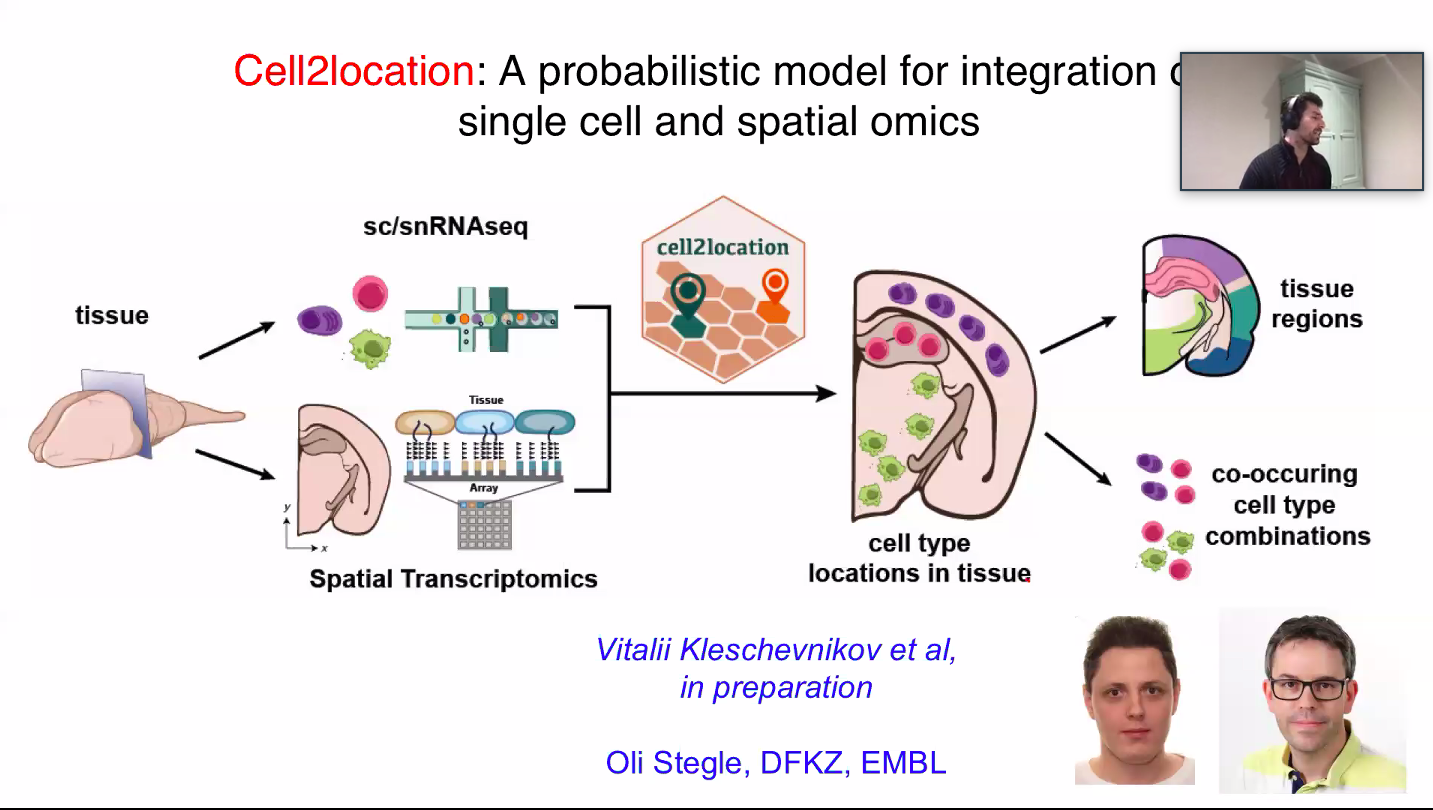 Cell2location: A probabilistic model for integration
single cell and spatial omics
sc/snRNAseq
tissue
cell2location
tissue
regions
Tissue
Array
y
x
Spatial Transcriptomics
cell type
locations in tissue
co-occuring
cell type
combinations
Vitalii Kleschevnikov et al,
in preparation
Oli Stegle, DFKZ, EMBL